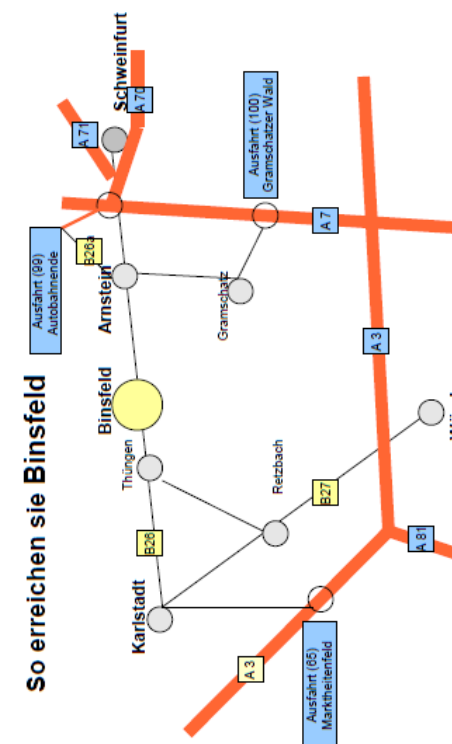 So erreichen sie Binsfeld
Ausfahrt (99)
Autobahnende
B26a
A 71
Schweinfurt
A 70
Arnstein
Binsfeld
Thüngen
B26
Karlstadt
Gramschatz
Ausfahrt (100)
Gramschatzer Wald
A 7
Retzbach
B27
A 3
A 81
A 3
Ausfahrt (65)
Marktheitenfeld